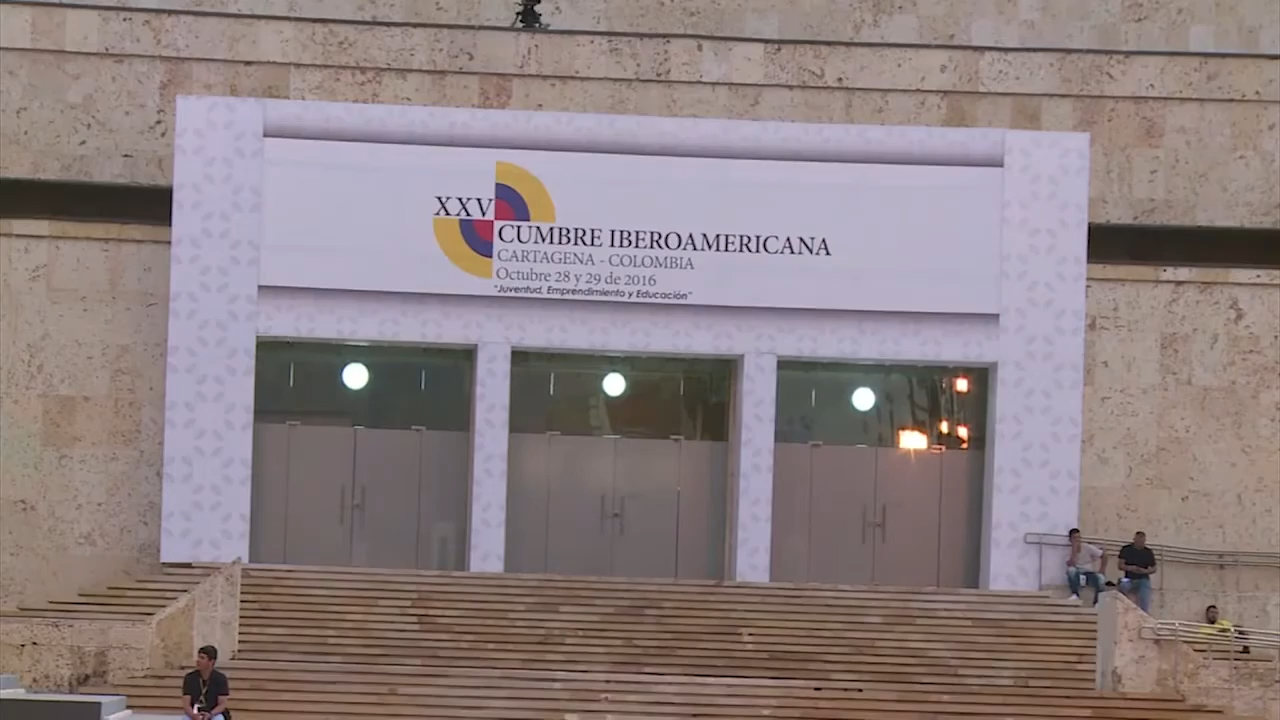 XXV
CUMBRE IBEROAMERICANA
CARTAGENA - COLOMBIA
Octubre 28 y 29 de 2016
"Juventud, Emprendimiento y Educación"